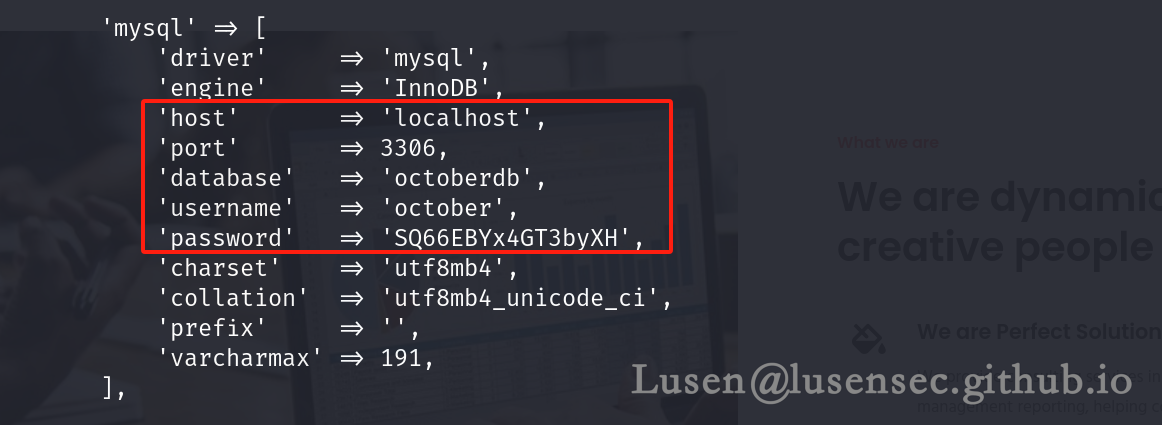 'mysql' => [
'driver' => 'mysql',
'engine' => 'InnoDB',
'host' => 'localhost',
'port' => 3306,
'database' => 'octoberdb',
'username' => 'october',
'password' => 'SQ66EBYx4GT3byXH',
'charset' => 'utf8mb4',
'collation' => 'utf8mb4_unicode_ci',
'prefix' => '',
'varcharmax' => 191,
],
What we are
We are dynamic
creative people
We are Perfect Solution
management reporting, helping
Lusen@lusensec.github.io